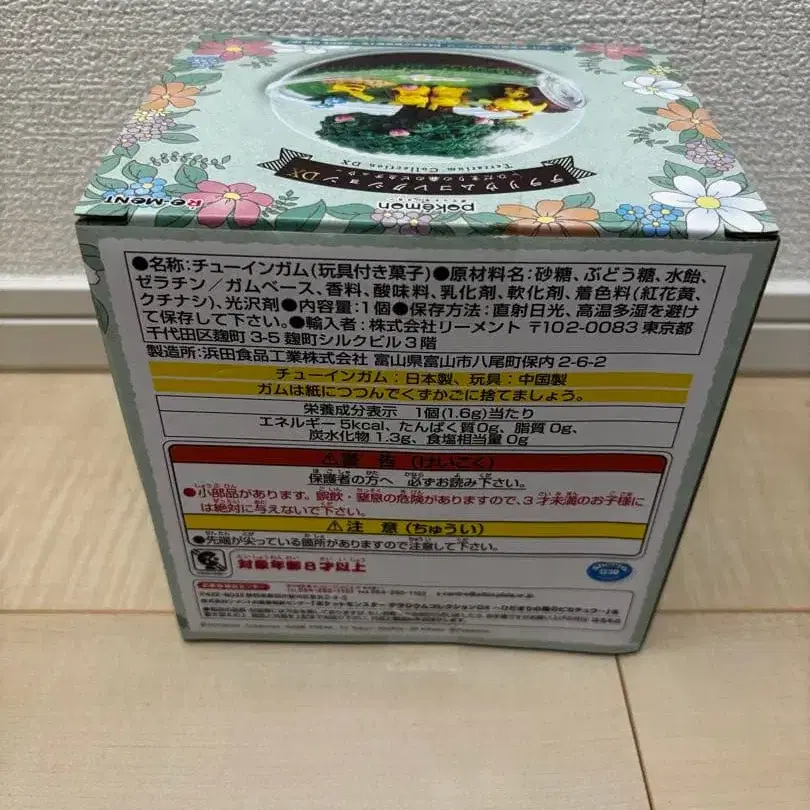 テラリウムコレクションDX
Terrarium Collection DX
pokémon
Re-MENT
●名称:チューインガム(玩具付き菓子)●原材料名:砂糖、ぶどう糖、水飴、
ゼラチン/ガムベース、香料、酸味料、乳化剤、軟化剤、着色料(紅花黄、
クチナシ)、光沢剤●内容量:1個●保存方法:直射日光、高温多湿を避け
て保存して下さい。●輸入者:株式会社リーメント 〒102-0083 東京都
千代田区麹町 3-5 麹町シルクビル3階
製造所:浜田食品工業株式会社 富山県富山市八尾町保内 2-6-2
チューインガム:日本製、玩具:中国製
ガムは紙につつんでくずかごに捨てましょう。
栄養成分表示 1個(1.6g)当たり
エネルギー 5kcal、たんぱく質0g、脂質 0g、
炭水化物 1.3g、食塩相当量 0g
⚠警告(けいこく)
保護者の方へ 必ずお読み下さい。
●小部品があります。誤飲・窒息の危険がありますので、3才未満のお子様に
は絶対に与えないで下さい。
⚠注意(ちゅうい)
●先端が尖っている箇所がありますので注意して下さい。
対象年齢8才以上